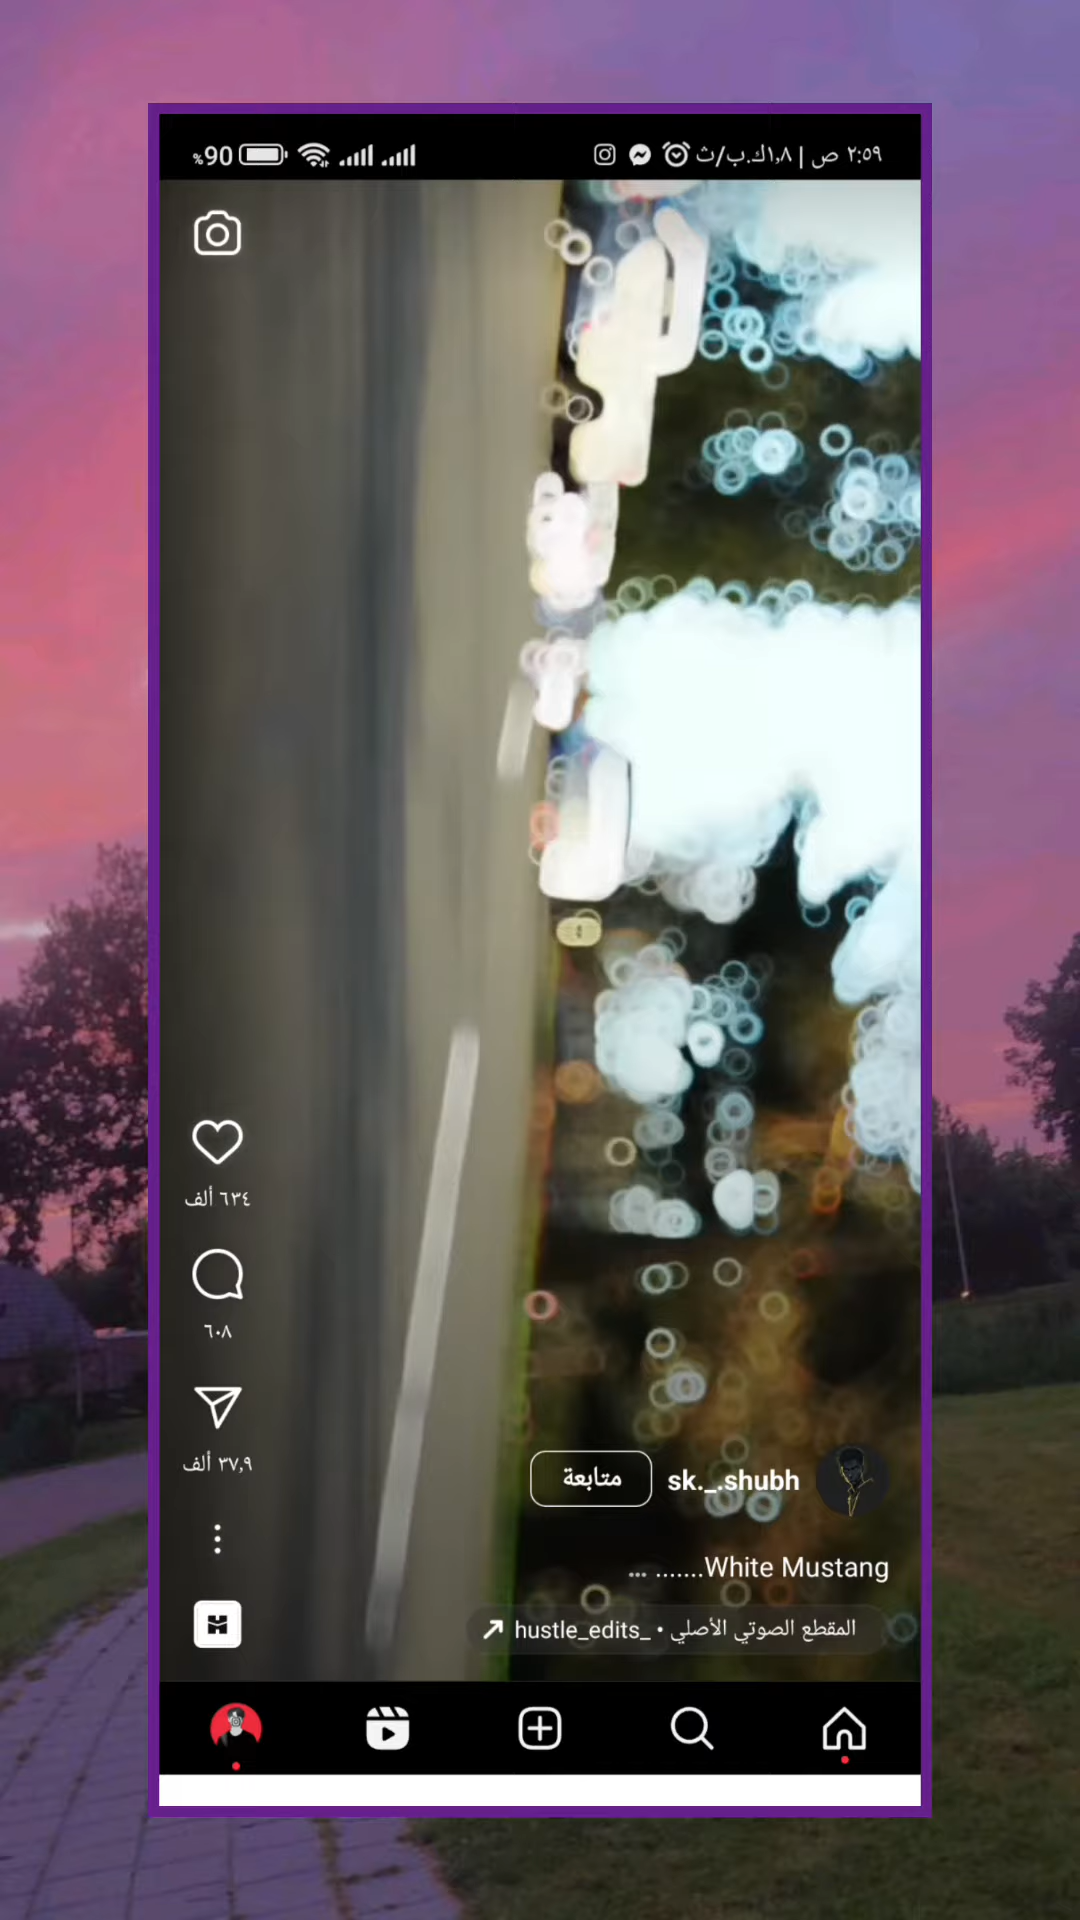 ٢:٥٩ ص | ١,٨ك.ب/ث
%90
٦٣٤ ألف
٦٠٨
٣٧,٩ ألف
sk._.shubh متابعة
White Mustang....... ...
المقطع الصوتي الأصلي • hustle_edits_